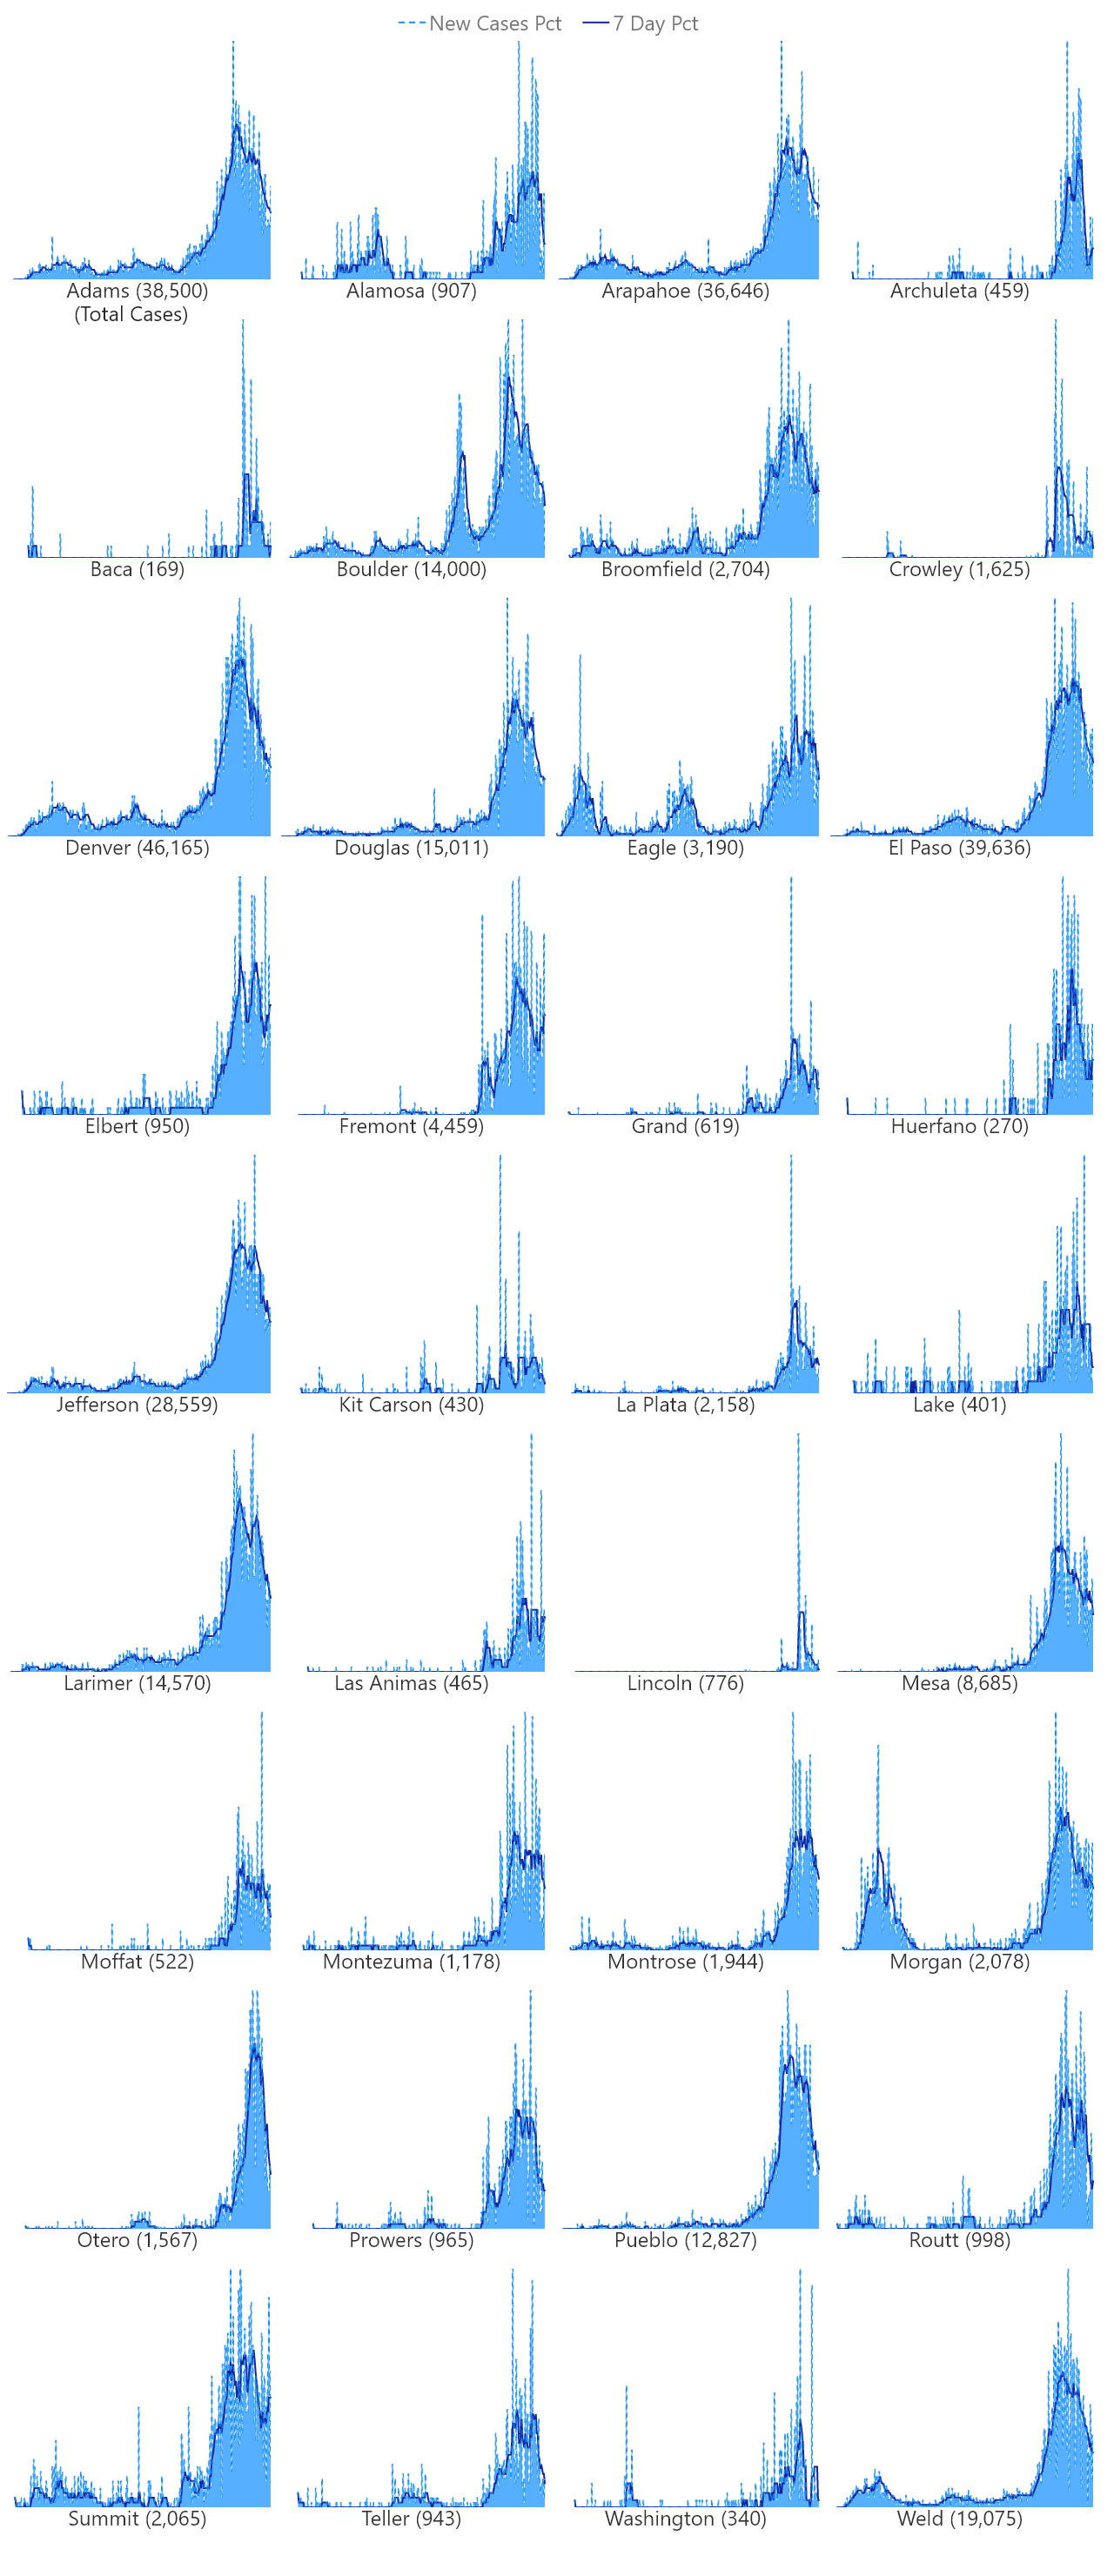 New Cases Pct 7 Day Pct
Adams (38,500) Alamosa (907) Arapahoe (36,646) Archuleta (459)
(Total Cases)
Baca (169) Boulder (14,000) Broomfield (2,704) Crowley (1,625)
Denver (46,165) Douglas (15,011) Eagle (3,190) El Paso (39,636)
Elbert (950) Fremont (4,459) Grand (619) Huerfano (270)
Jefferson (28,559) Kit Carson (430) La Plata (2,158) Lake (401)
Larimer (14,570) Las Animas (465) Lincoln (776) Mesa (8,685)
Moffat (522) Montezuma (1,178) Montrose (1,944) Morgan (2,078)
Otero (1,567) Prowers (965) Pueblo (12,827) Routt (998)
Summit (2,065) Teller (943) Washington (340) Weld (19,075)